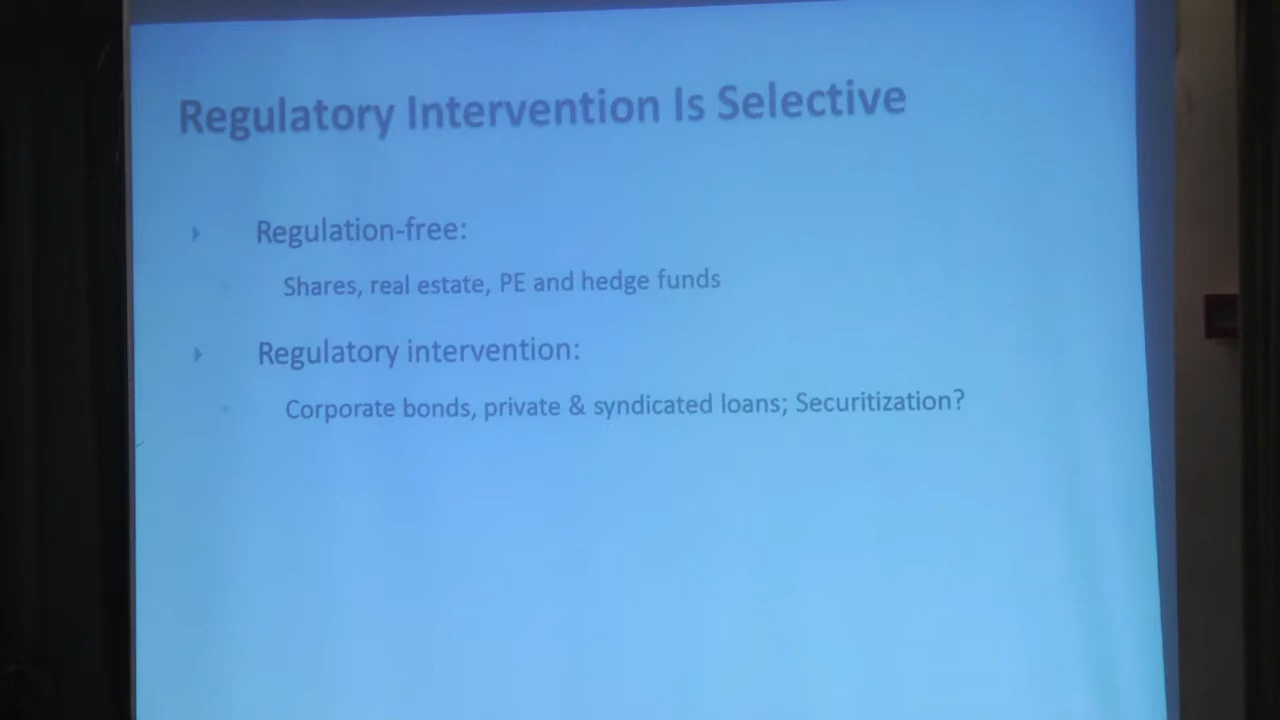 Regulatory Intervention Is Selective
Regulation-free:
Shares, real estate, PE and hedge funds
Regulatory intervention:
Corporate bonds, private & syndicated loans; Securitization?